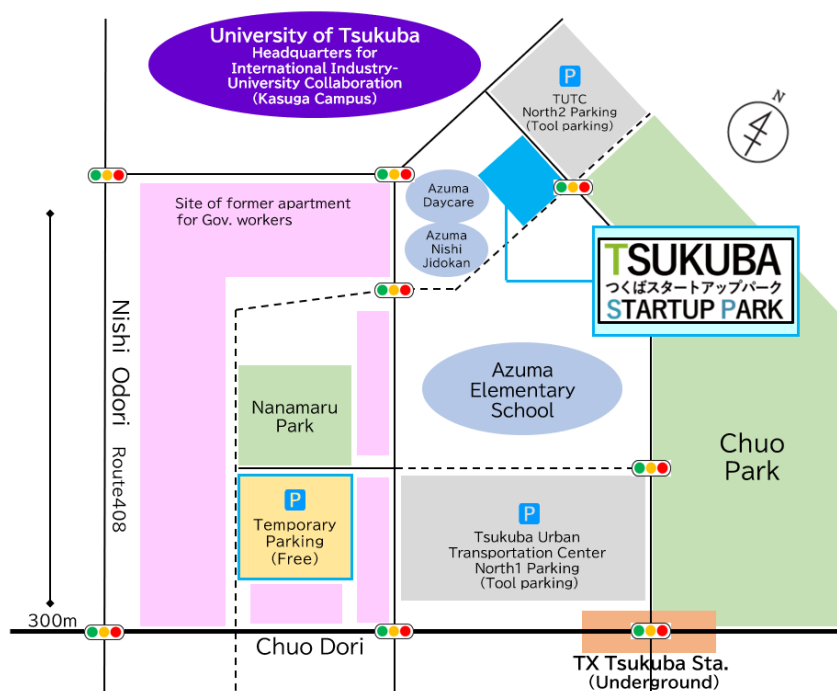 University of Tsukuba
Headquarters for
International Industry-
University Collaboration
(Kasuga Campus)
P
TUTC
North2 Parking
(Tool parking)
N
Site of former apartment
for Gov. workers
Azuma
Daycare
Azuma
Nishi
Jidokan
TSUKUBA
つくばスタートアップパーク
STARTUP PARK
Nishi Odori Route408
Nanamaru
Park
Azuma
Elementary
School
Chuo
Park
P
Temporary
Parking
(Free)
P
Tsukuba Urban
Transportation Center
North1 Parking
(Tool parking)
300m
Chuo Dori
TX Tsukuba Sta.
(Underground)